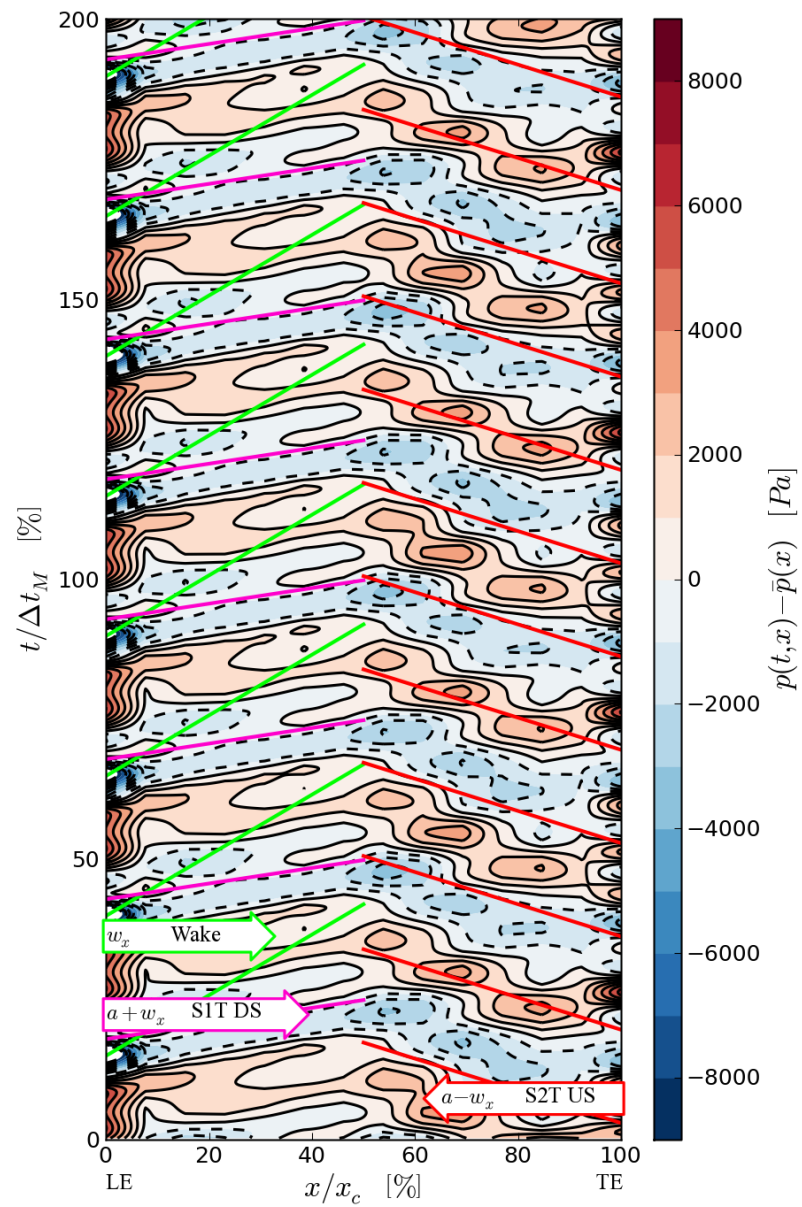 200
150
100
50
0
t/Δt_M [%]
w_x Wake
a+w_x S1T DS
a−w_x S2T US
0 20 40 60 80 100
LE x/x_c [%] TE
8000
6000
4000
2000
0
−2000
−4000
−6000
−8000
p(t,x)−p̄(x) [Pa]